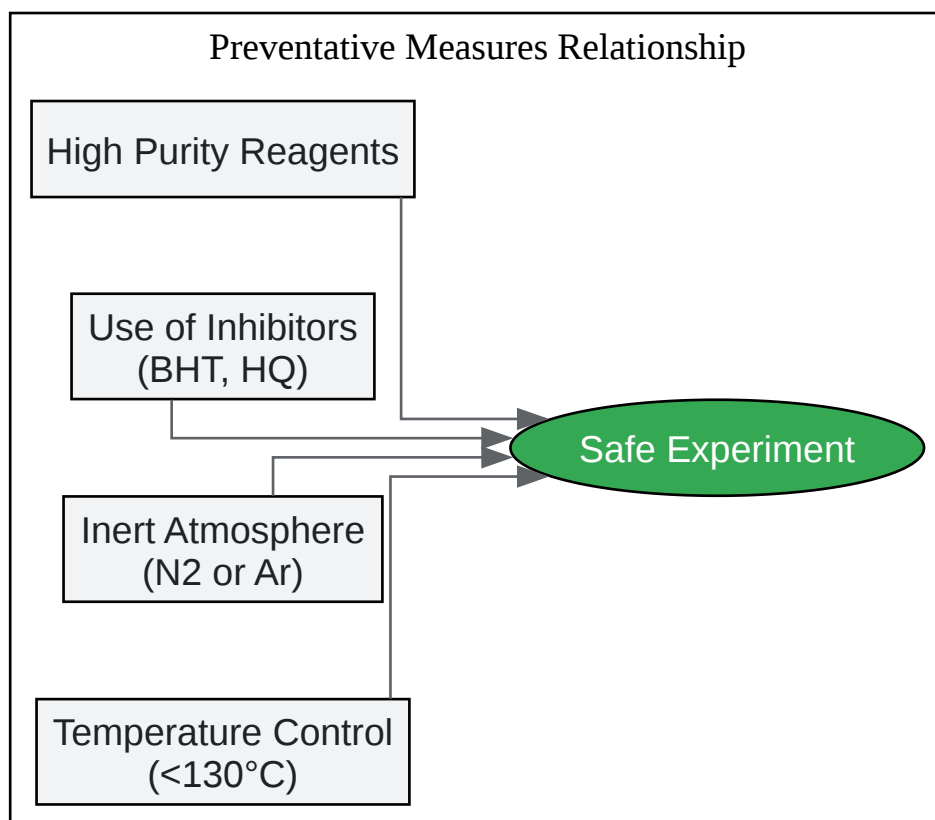 Preventative Measures Relationship
High Purity Reagents
Use of Inhibitors
(BHT, HQ)
Safe Experiment
Inert Atmosphere
(N2 or Ar)
Temperature Control
(<130°C)